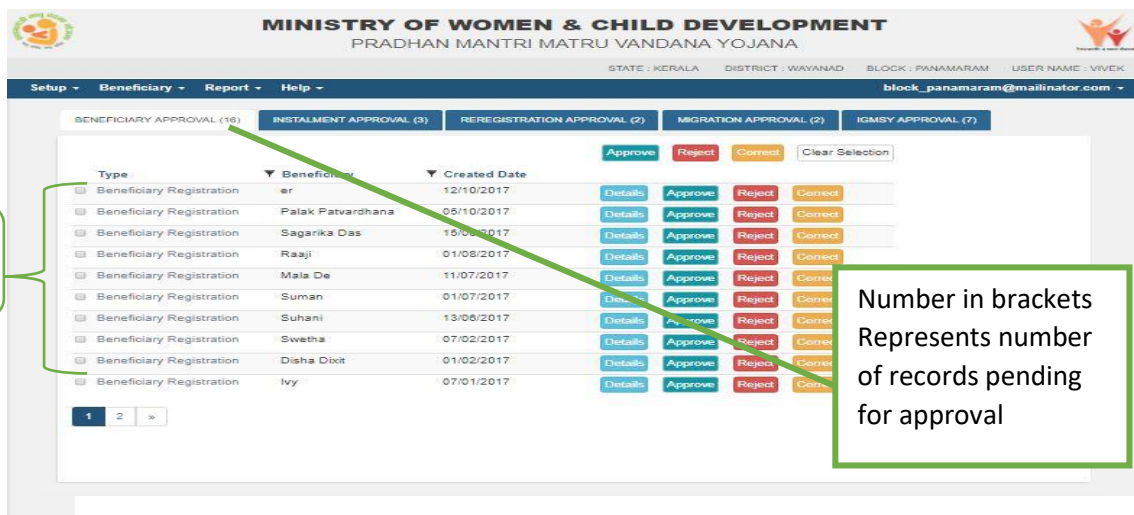 MINISTRY OF WOMEN & CHILD DEVELOPMENT
PRADHAN MANTRI MATRU VANDANA YOJANA
STATE : KERALA DISTRICT : WAYANAD BLOCK : PANAMARAM USER NAME : VIVEK
Setup Beneficiary Report Help block_panamaram@mailinator.com
BENEFICIARY APPROVAL (16) INSTALMENT APPROVAL (3) REREGISTRATION APPROVAL (2) MIGRATION APPROVAL (2) IGMSY APPROVAL (7)
Approve Reject Correct Clear Selection
Type Beneficiary Created Date
Beneficiary Registration er 12/10/2017 Details Approve Reject Correct
Beneficiary Registration Palak Patvardhana 05/10/2017 Details Approve Reject Correct
Beneficiary Registration Sagarika Das Details Approve Reject Correct
Beneficiary Registration Raaji 01/08/2017 Details Approve Reject Correct
Beneficiary Registration Mala De 11/07/2017 Details Approve Reject
Beneficiary Registration Suman 01/07/2017 Details Approve Reject
Beneficiary Registration Suhani 13/06/2017 Details Approve Reject
Beneficiary Registration Swetha 07/02/2017 Details Approve Reject
Beneficiary Registration Disha Dixit 01/02/2017 Details Approve Reject
Beneficiary Registration Ivy 07/01/2017 Details Approve Reject
1 2 »
Number in brackets
Represents number
of records pending
for approval